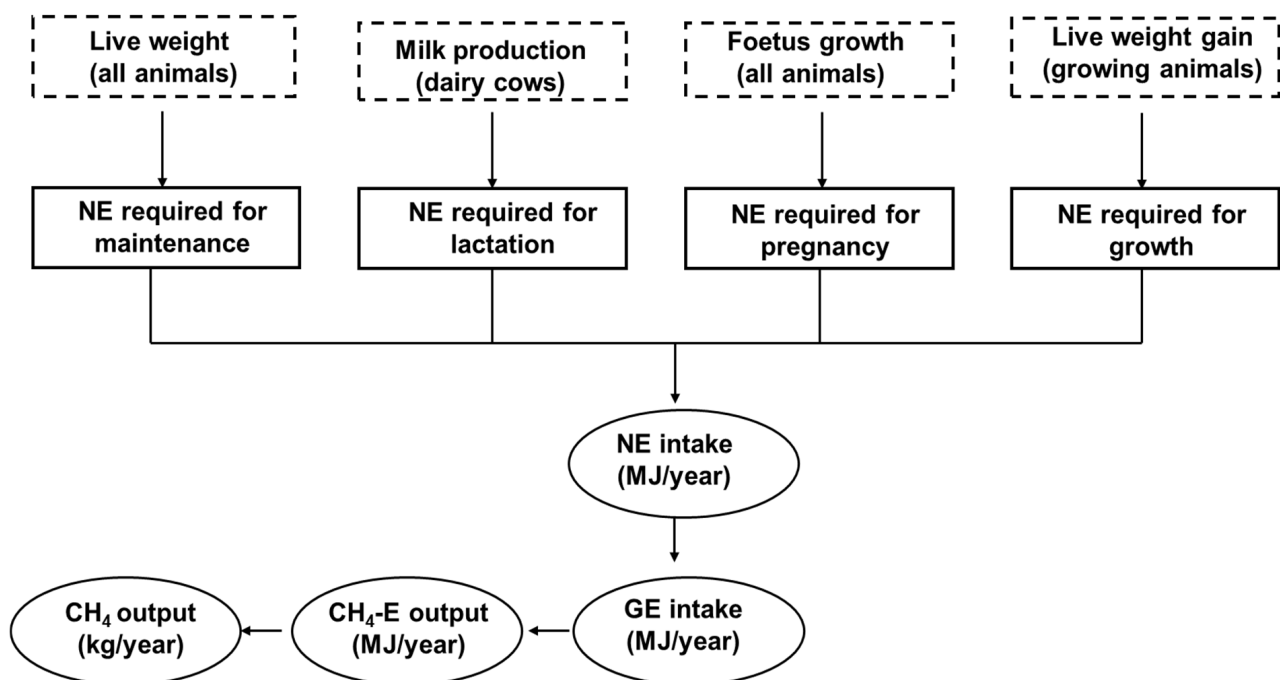 Live weight
(all animals)
Milk production
(dairy cows)
Foetus growth
(all animals)
Live weight gain
(growing animals)
NE required for
maintenance
NE required for
lactation
NE required for
pregnancy
NE required for
growth
NE intake
(MJ/year)
CH₄ output
(kg/year)
CH₄-E output
(MJ/year)
GE intake
(MJ/year)